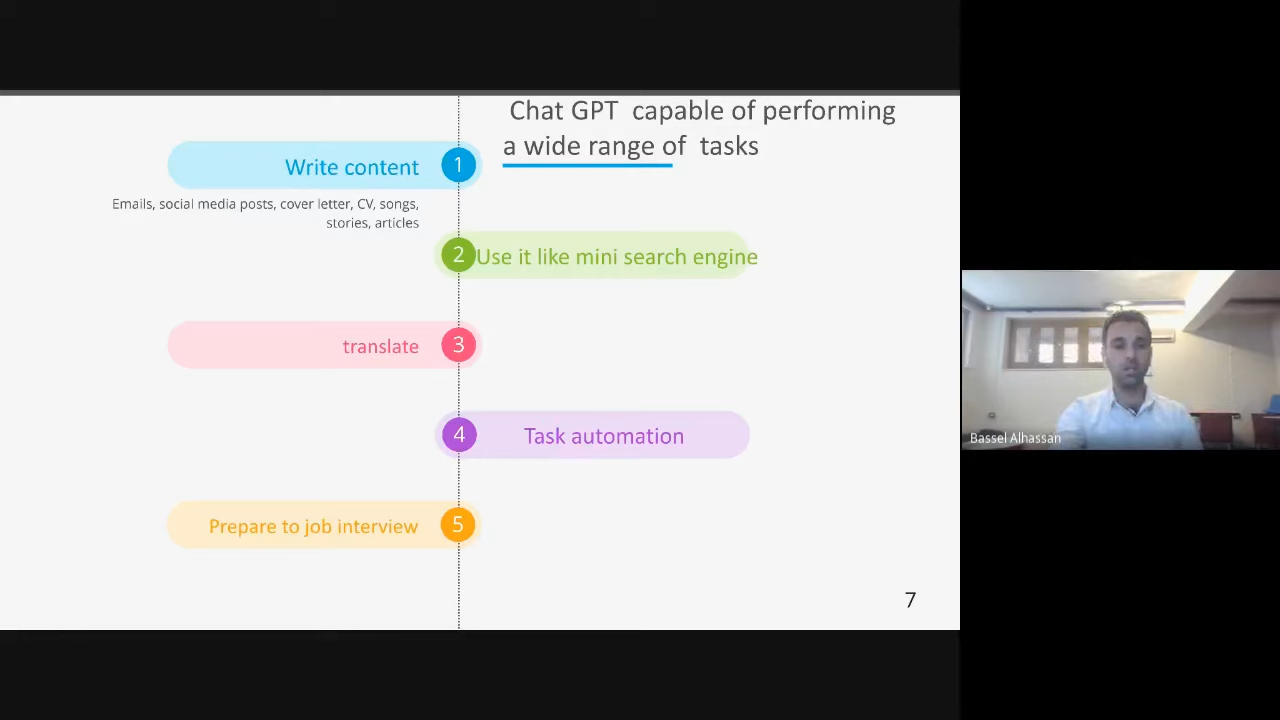 Chat GPT  capable of performing
a wide range of  tasks
1
Write content
Emails, social media posts, cover letter, CV, songs,
stories, articles
2
Use it like mini search engine
3
translate
4
Task automation
5
Prepare to job interview
7
Bassel Alhassan